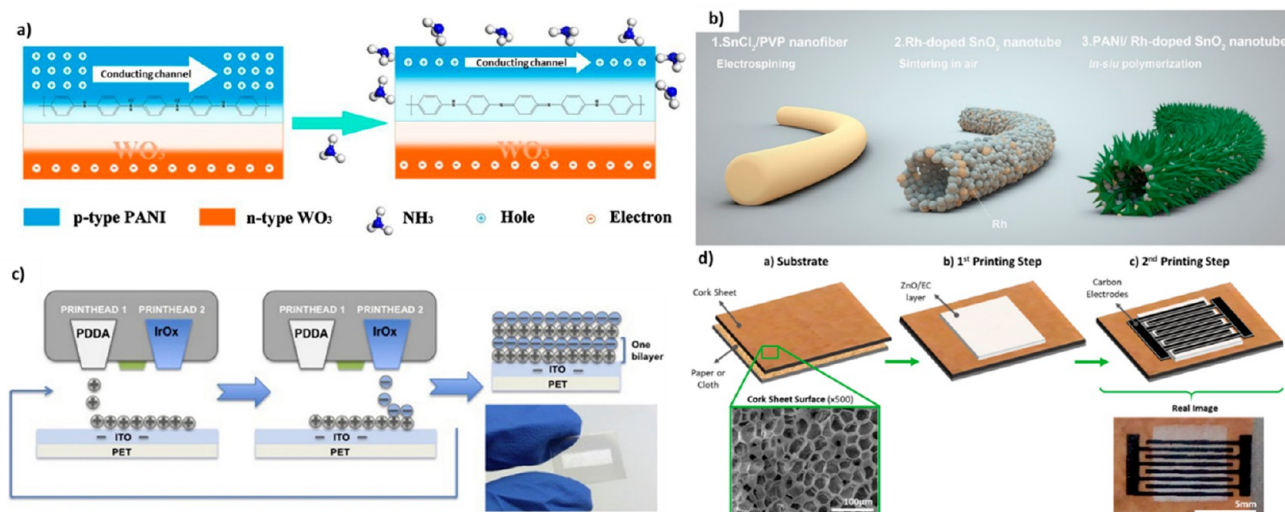 a)
Conducting channel
WO₃
Conducting channel
WO₃
p-type PANI
n-type WO₃
NH₃
Hole
Electron
b)
1.SnCl₂/PVP nanofiber
Electrospining
2.Rh-doped SnO₂ nanotube
Sintering in air
3.PANI/ Rh-doped SnO₂ nanotube
In-siu polymerization
Rh
c)
PRINTHEAD 1
PRINTHEAD 2
PDDA
IrOx
ITO
PET
PRINTHEAD 1
PRINTHEAD 2
PDDA
IrOx
ITO
PET
One
bilayer
ITO
PET
d)
a) Substrate
Cork Sheet
Paper or
Cloth
Cork Sheet Surface (×500)
100μm
b) 1st Printing Step
ZnO/EC
layer
c) 2nd Printing Step
Carbon
Electrodes
Real Image
5mm